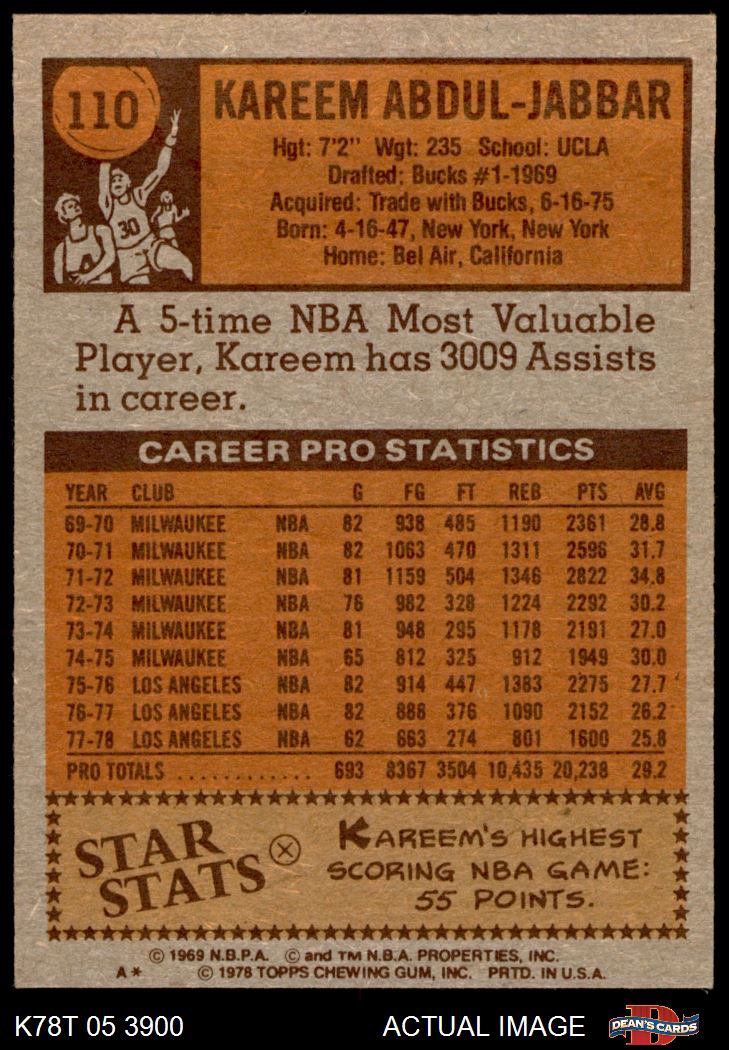 110
KAREEM ABDUL-JABBAR
Hgt: 7'2" Wgt: 235 School: UCLA
Drafted: Bucks #1-1969
Acquired: Trade with Bucks, 6-16-75
Born: 4-16-47, New York, New York
Home: Bel Air, California
30
4
A 5-time NBA Most Valuable
Player, Kareem has 3009 Assists
in career.
CAREER PRO STATISTICS
YEAR CLUB G FG FT REB PTS AVG
69-70 MILWAUKEE NBA 82 938 485 1190 2361 28.8
70-71 MILWAUKEE NBA 82 1063 470 1311 2596 31.7
71-72 MILWAUKEE NBA 81 1159 504 1346 2822 34.8
72-73 MILWAUKEE NBA 76 982 328 1224 2292 30.2
73-74 MILWAUKEE NBA 81 948 295 1178 2191 27.0
74-75 MILWAUKEE NBA 65 812 325 912 1949 30.0
75-76 LOS ANGELES NBA 82 914 447 1383 2275 27.7
76-77 LOS ANGELES NBA 82 888 376 1090 2152 26.2
77-78 LOS ANGELES NBA 62 663 274 801 1600 25.8
PRO TOTALS ............ 693 8367 3504 10,435 20,238 29.2
STAR
STATS
KAREEM'S HIGHEST
SCORING NBA GAME:
55 POINTS.
© 1969 N.B.P.A. © and TM N.B.A. PROPERTIES, INC.
A* © 1978 TOPPS CHEWING GUM, INC. PRTD. IN U.S.A.
K78T 05 3900 ACTUAL IMAGE
D
DEAN'S CARDS